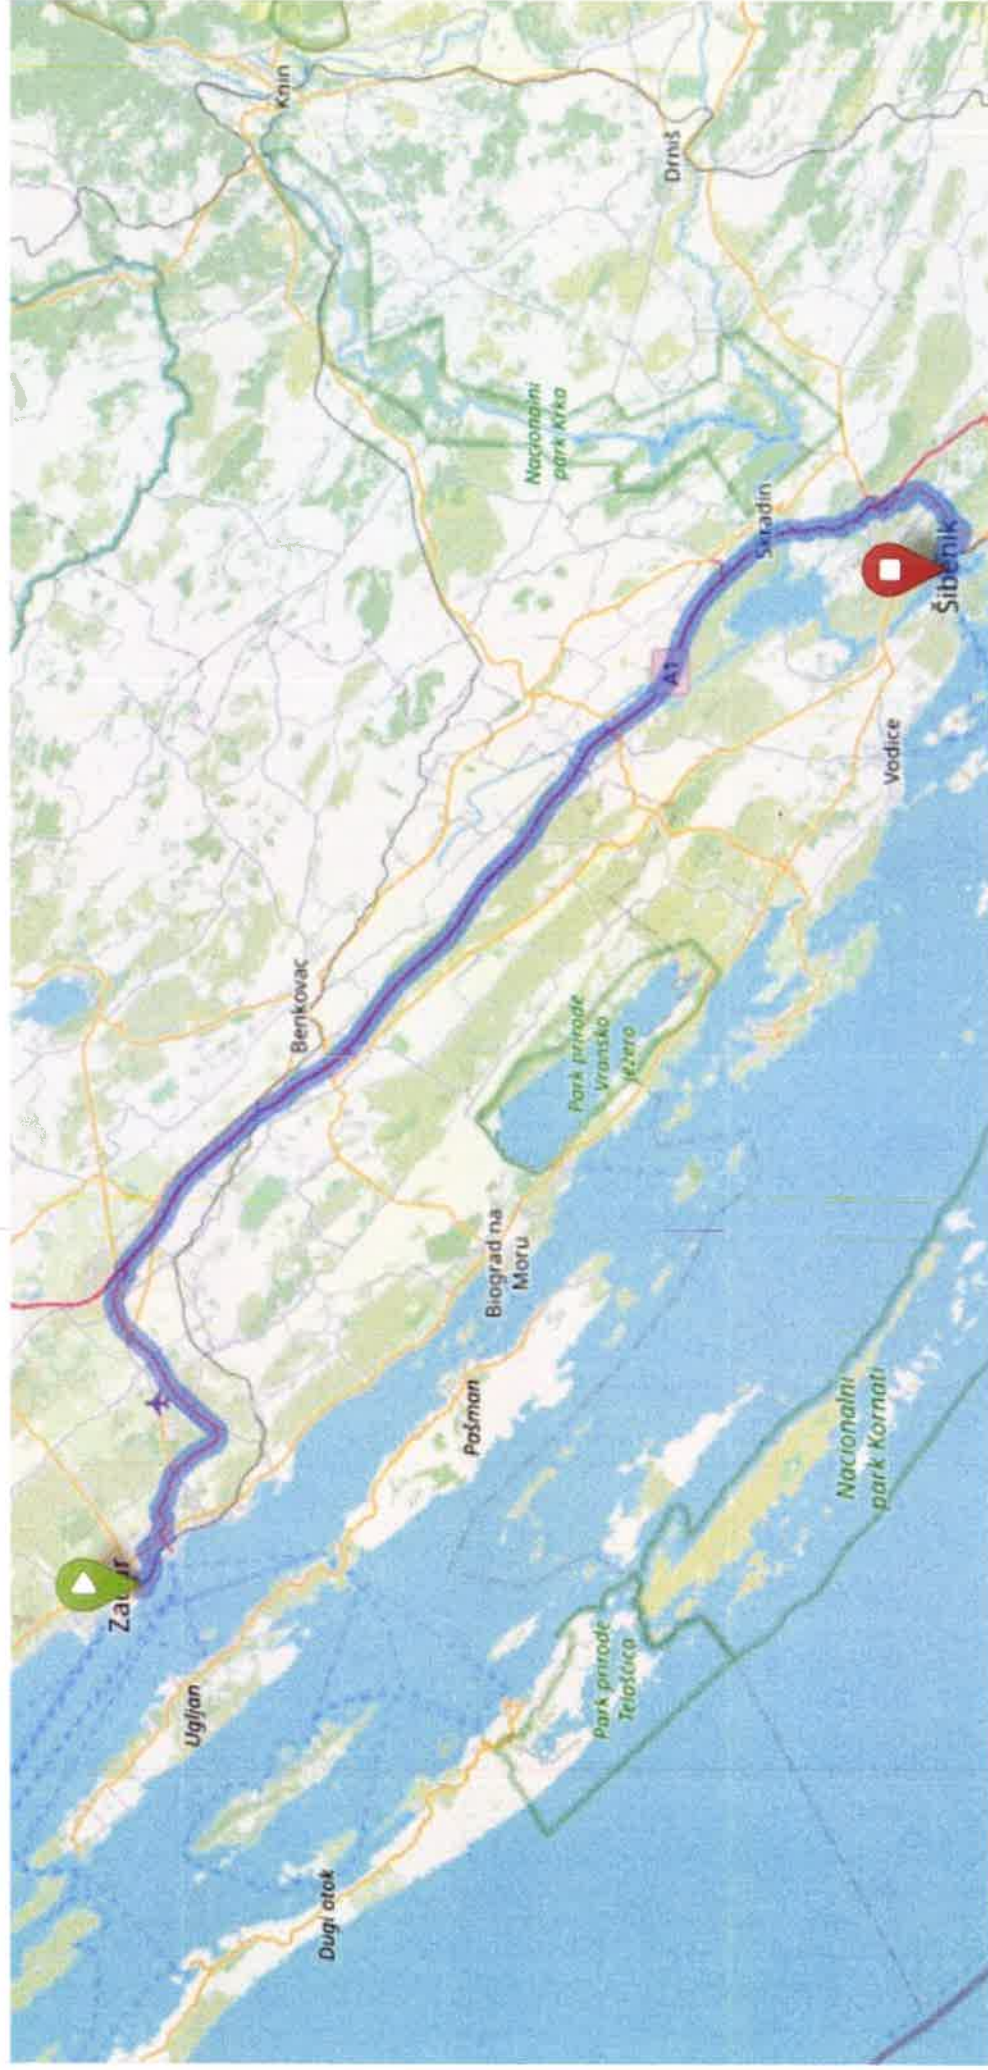 Zadar
Ugljan
Knin
Benkovac
Dugi otok
Pašman
Biograd na
Moru
Nacionalni
park Krka
Park prirode
Vransko
jezero
Park prirode
Telašćica
A1
Drniš
Skradin
Nacionalni
park Kornati
Vodice
Šibenik